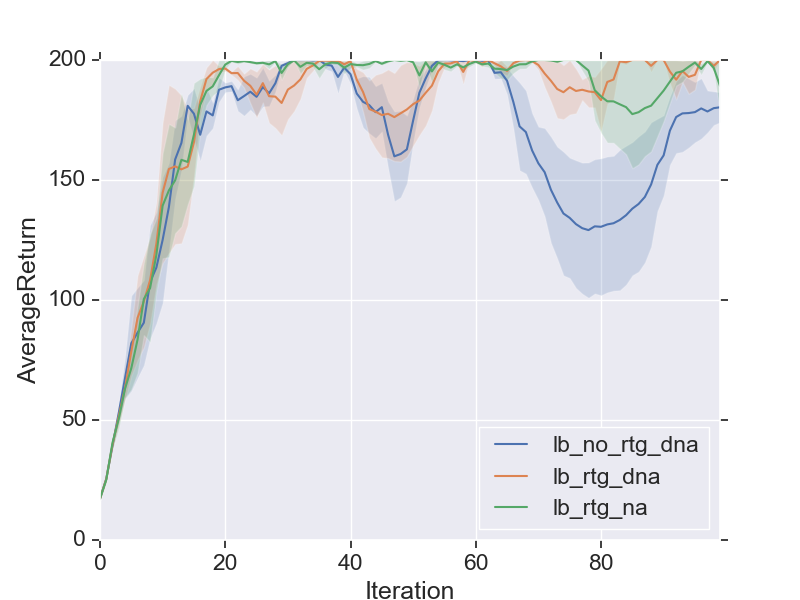 200
150
100
50
0
0 20 40 60 80
AverageReturn
Iteration
lb_no_rtg_dna
lb_rtg_dna
lb_rtg_na